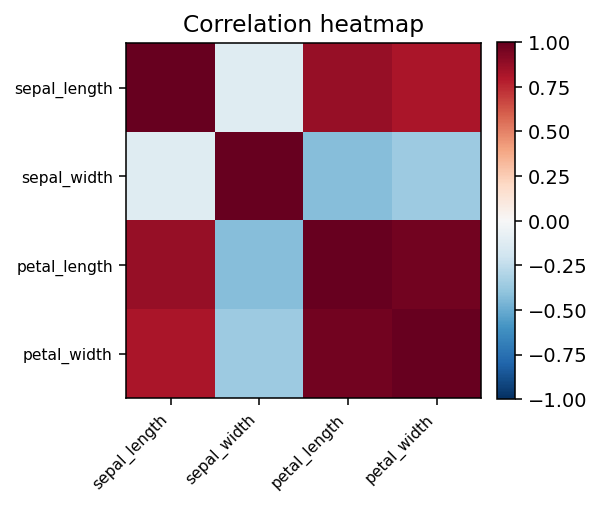 Correlation heatmap
sepal_length
sepal_width
petal_length
petal_width
sepal_length
sepal_width
petal_length
petal_width
1.00
0.75
0.50
0.25
0.00
−0.25
−0.50
−0.75
−1.00